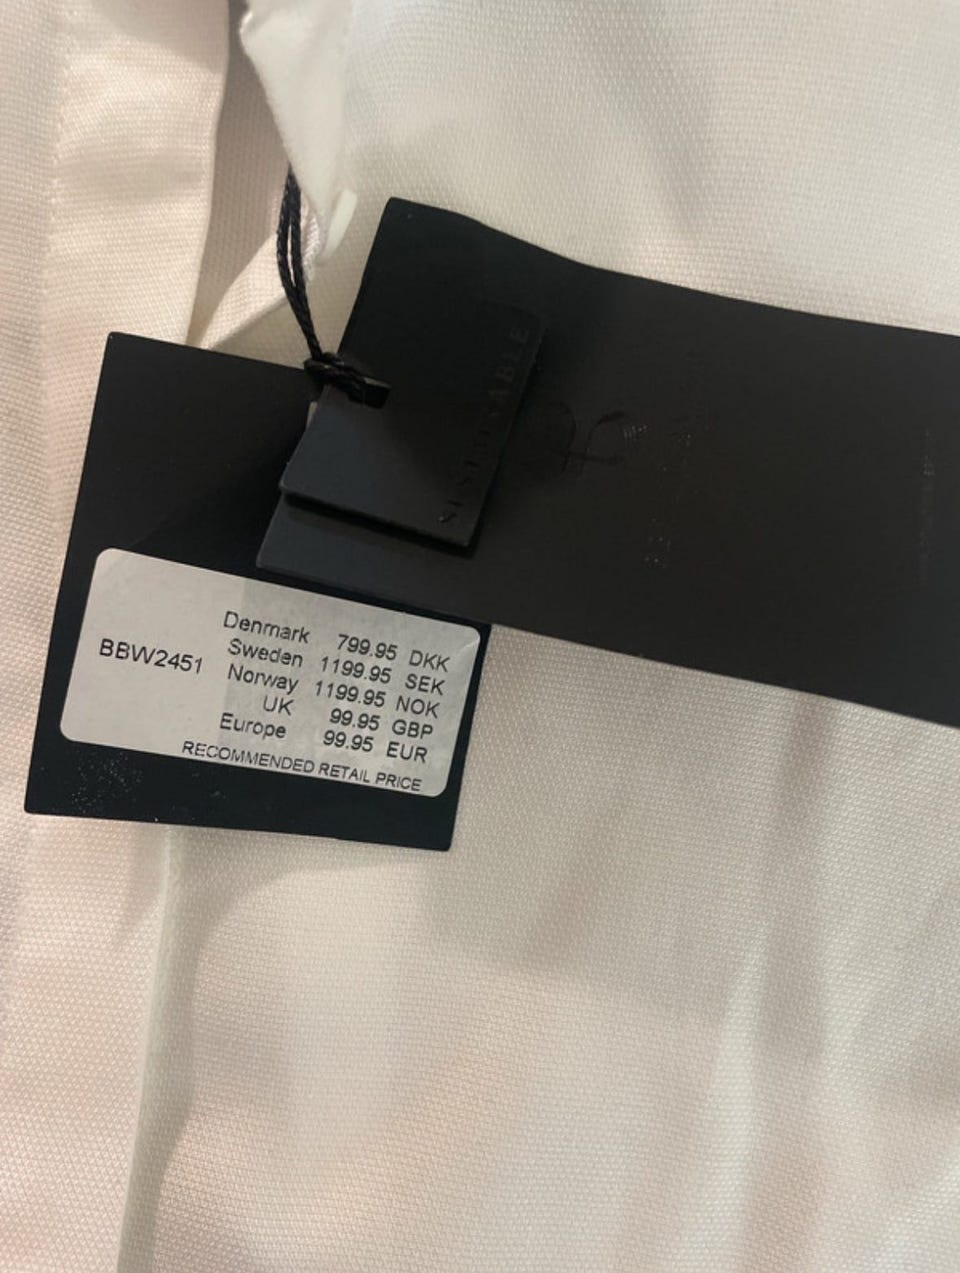 SUSTAINABLE
BBW2451
Denmark 799.95 DKK
Sweden 1199.95 SEK
Norway 1199.95 NOK
UK 99.95 GBP
Europe 99.95 EUR
RECOMMENDED RETAIL PRICE